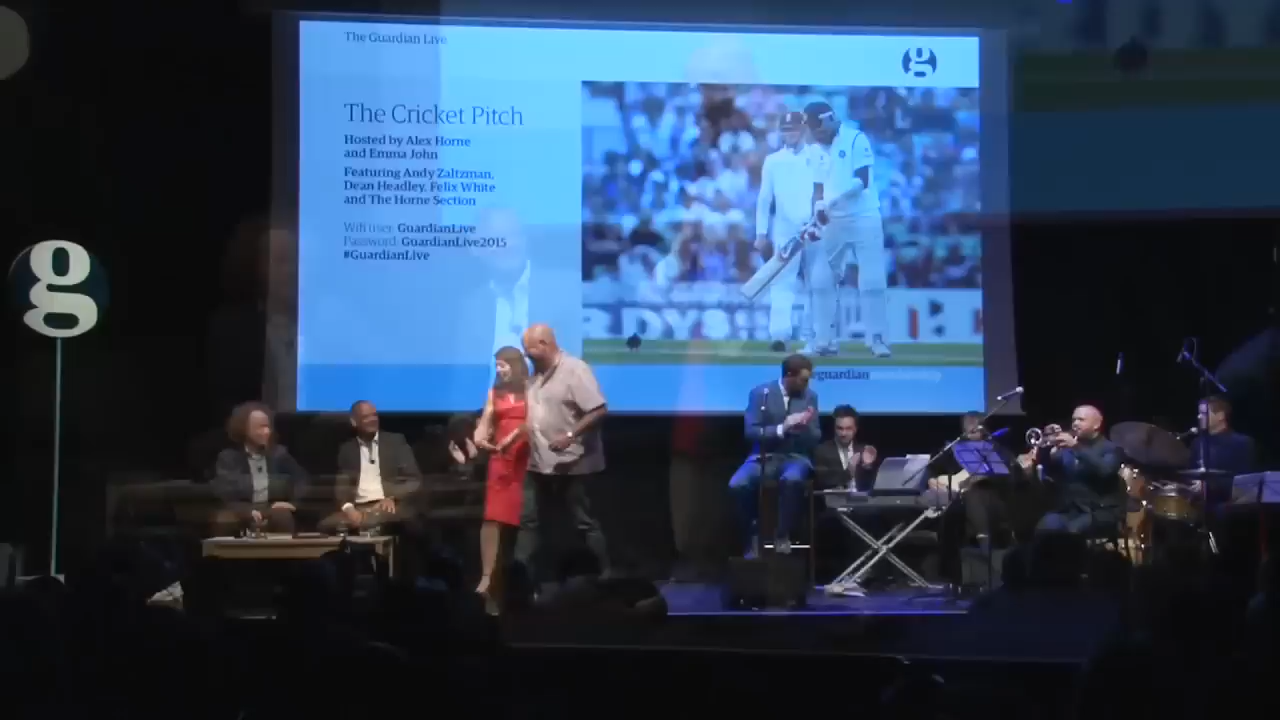 The Guardian Live
g
The Cricket Pitch
Hosted by Alex Horne
and Emma John
Featuring Andy Zaltzman,
Dean Headley, Felix White
and The Horne Section
Wifi user: GuardianLive
Password: GuardianLive2015
#GuardianLive
g